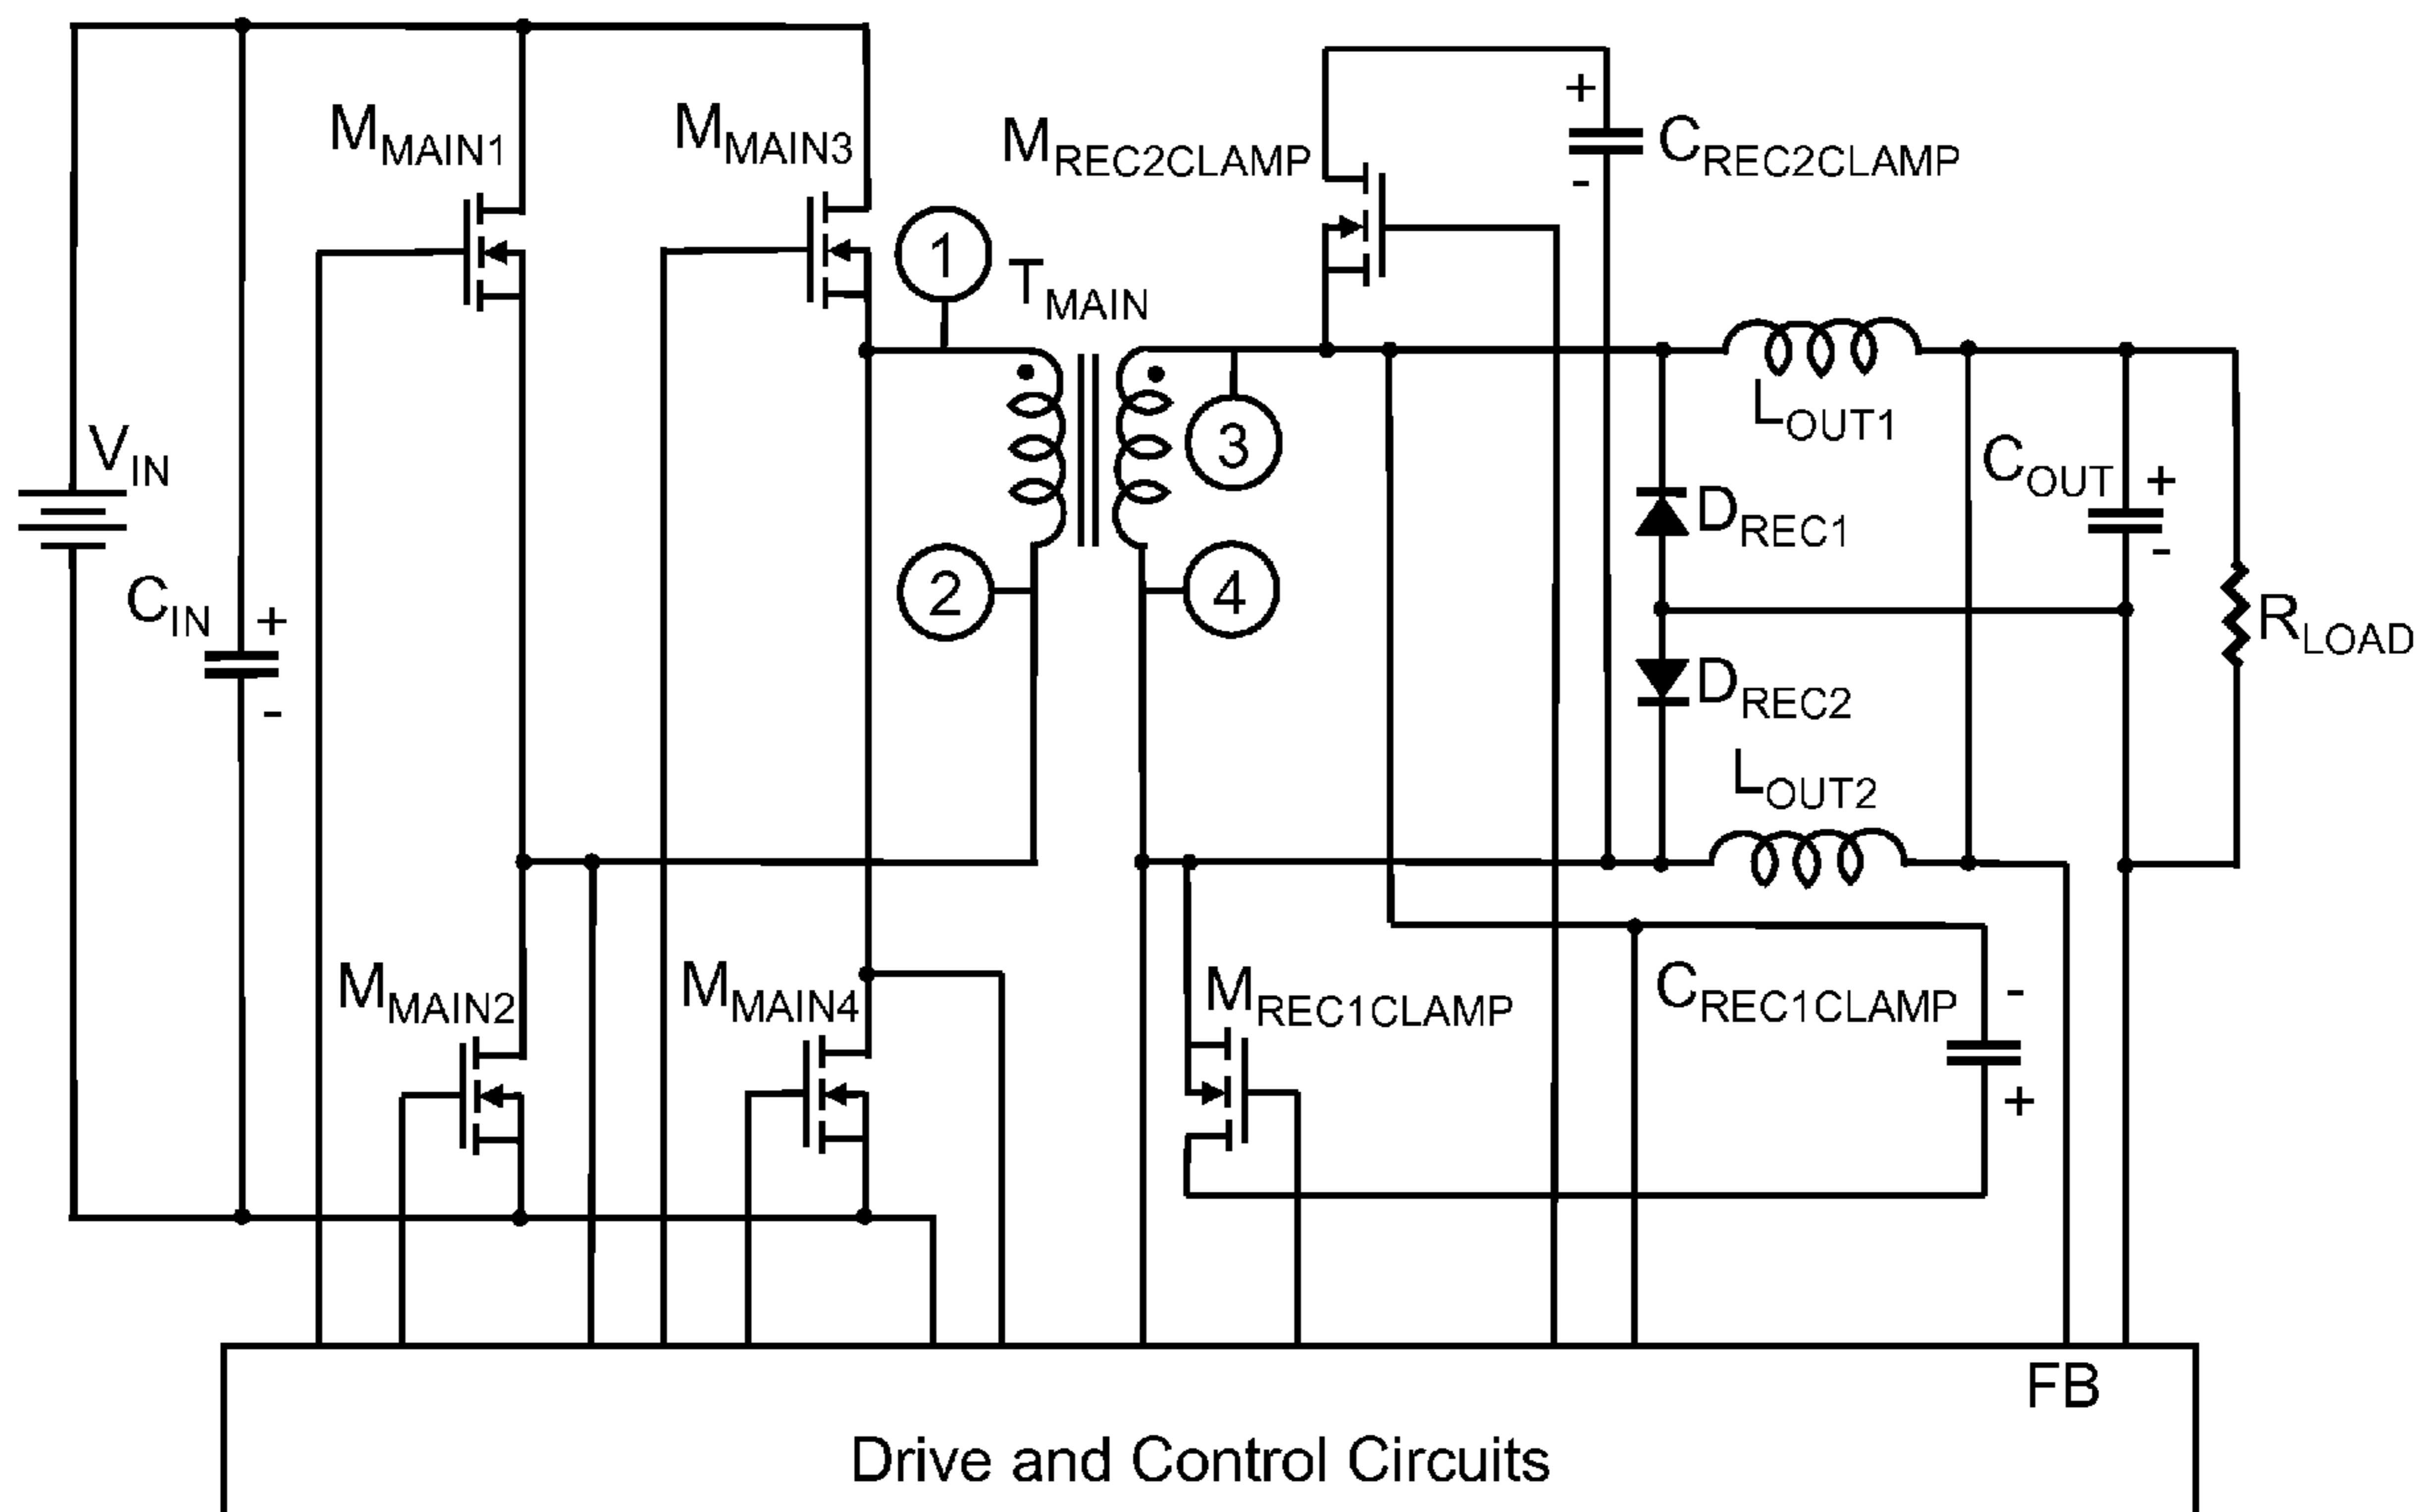 M_MAIN1
M_MAIN3
M_REC2CLAMP
+
C_REC2CLAMP
-
1
T_MAIN
V_IN
3
L_OUT1
C_OUT
+
-
D_REC1
C_IN
+
-
2
4
R_LOAD
D_REC2
L_OUT2
M_MAIN2
M_MAIN4
M_REC1CLAMP
C_REC1CLAMP
-
+
FB
Drive and Control Circuits